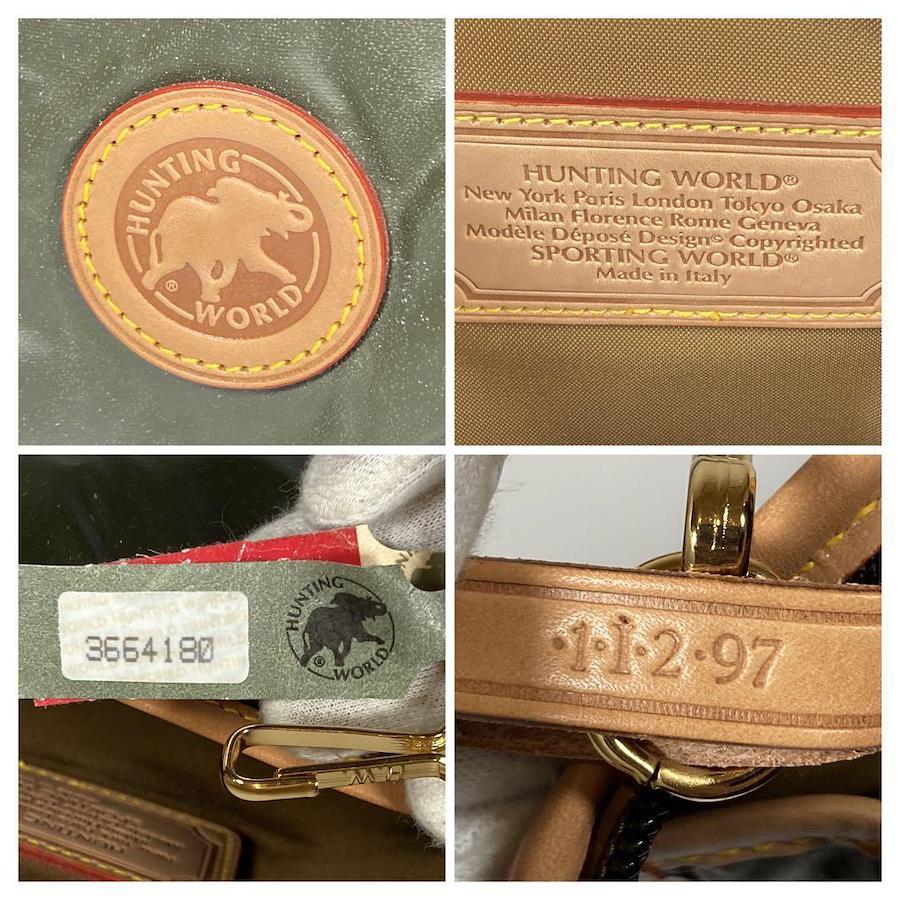 HUNTING
® WORLD
HUNTING WORLD®
New York Paris London Tokyo Osaka
Milan Florence Rome Geneva
Modèle Déposé Design® Copyrighted
SPORTING WORLD®
Made in Italy
3664180
HUNTING
® WORLD
·1·1·2·97